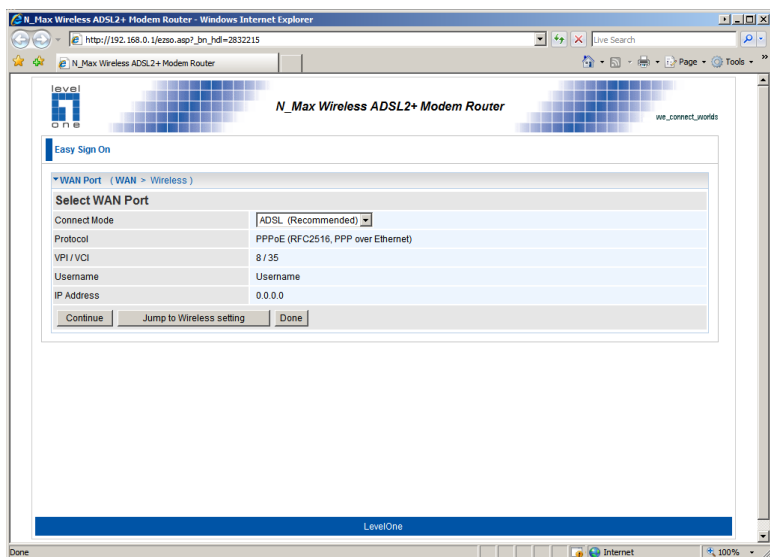 N_Max Wireless ADSL2+ Modem Router - Windows Internet Explorer
http://192.168.0.1/ezso.asp?_bn_hdl=2832215
Live Search
N_Max Wireless ADSL2+ Modem Router
Page
Tools
»
level
one
N_Max Wireless ADSL2+ Modem Router
we_connect_worlds
Easy Sign On
WAN Port ( WAN > Wireless )
Select WAN Port
Connect Mode
ADSL (Recommended)
Protocol
PPPoE (RFC2516, PPP over Ethernet)
VPI / VCI
8 / 35
Username
Username
IP Address
0.0.0.0
Continue
Jump to Wireless setting
Done
LevelOne
Done
Internet
100%